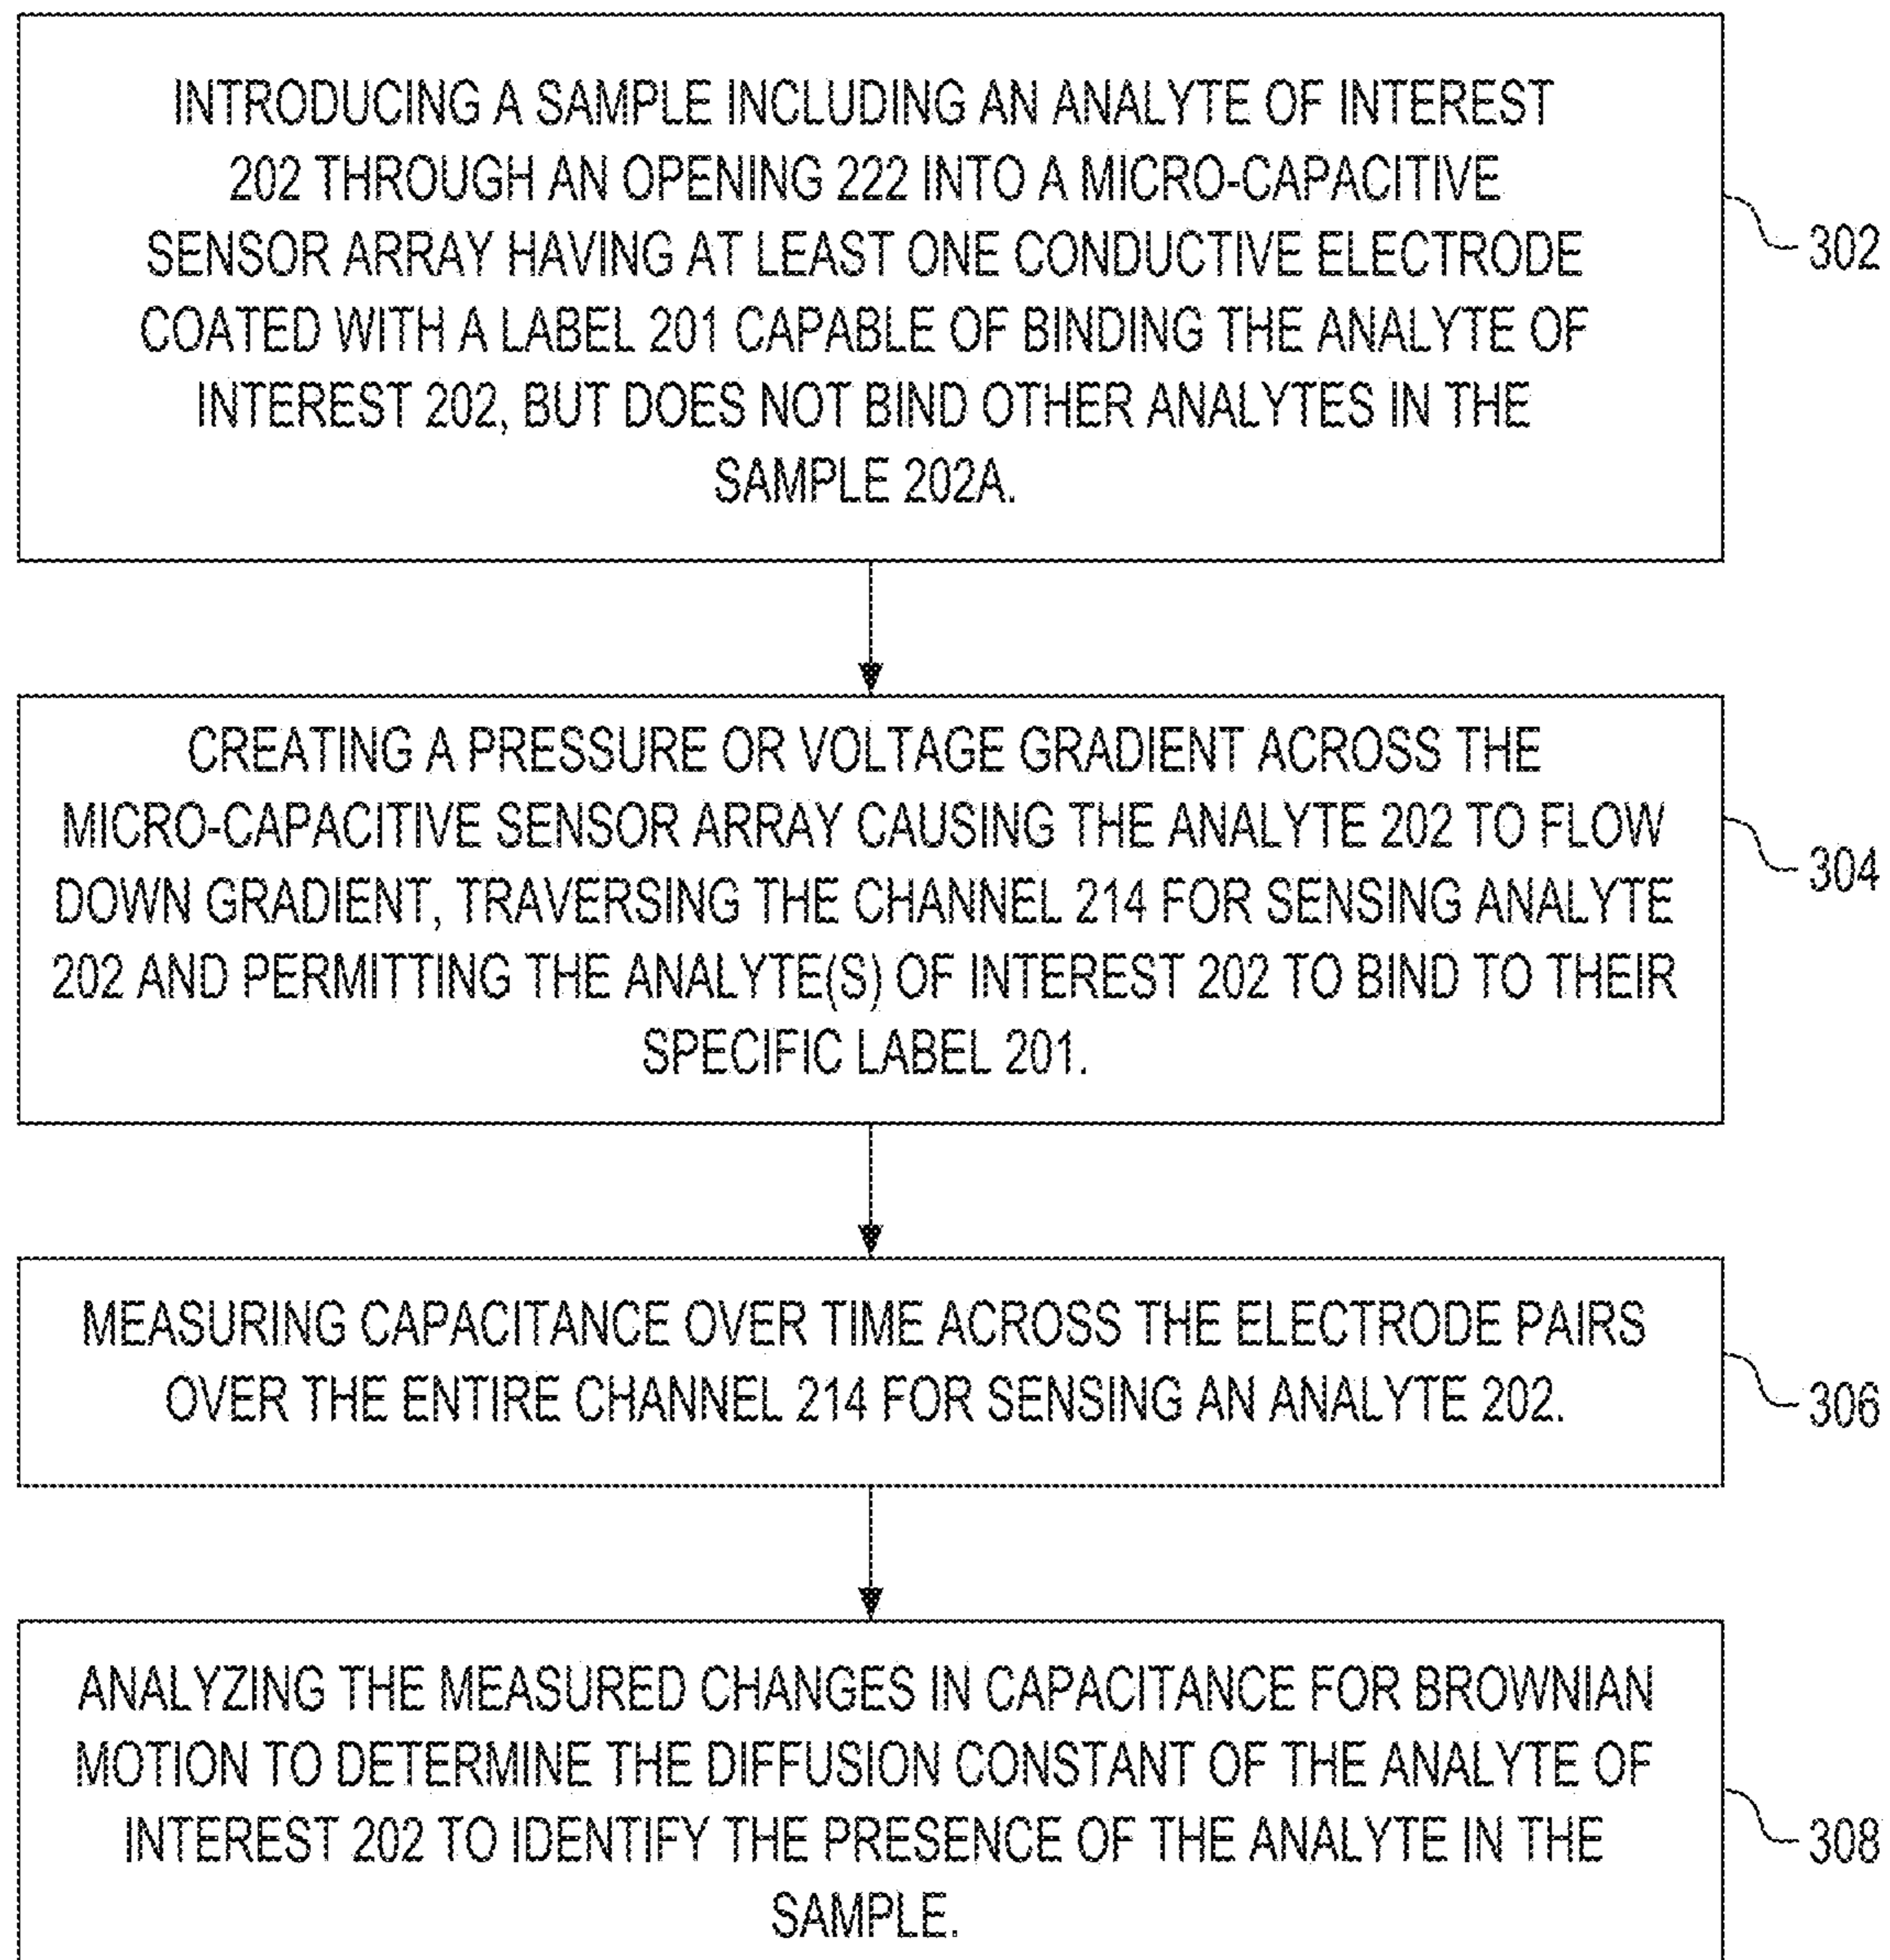 INTRODUCING A SAMPLE INCLUDING AN ANALYTE OF INTEREST
202 THROUGH AN OPENING 222 INTO A MICRO-CAPACITIVE
SENSOR ARRAY HAVING AT LEAST ONE CONDUCTIVE ELECTRODE
COATED WITH A LABEL 201 CAPABLE OF BINDING THE ANALYTE OF
INTEREST 202, BUT DOES NOT BIND OTHER ANALYTES IN THE
SAMPLE 202A.
302
CREATING A PRESSURE OR VOLTAGE GRADIENT ACROSS THE
MICRO-CAPACITIVE SENSOR ARRAY CAUSING THE ANALYTE 202 TO FLOW
DOWN GRADIENT, TRAVERSING THE CHANNEL 214 FOR SENSING ANALYTE
202 AND PERMITTING THE ANALYTE(S) OF INTEREST 202 TO BIND TO THEIR
SPECIFIC LABEL 201.
304
MEASURING CAPACITANCE OVER TIME ACROSS THE ELECTRODE PAIRS
OVER THE ENTIRE CHANNEL 214 FOR SENSING AN ANALYTE 202.
306
ANALYZING THE MEASURED CHANGES IN CAPACITANCE FOR BROWNIAN
MOTION TO DETERMINE THE DIFFUSION CONSTANT OF THE ANALYTE OF
INTEREST 202 TO IDENTIFY THE PRESENCE OF THE ANALYTE IN THE
SAMPLE.
308